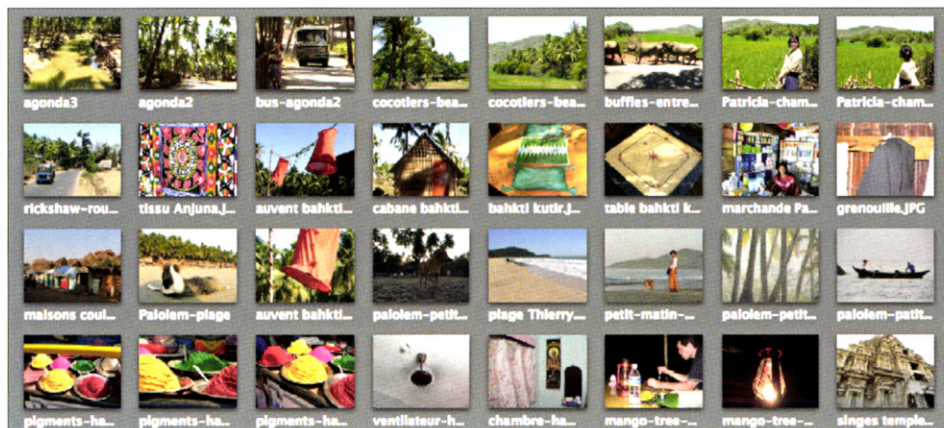 agonda3
agonda2
bus-agonda2
cocotiers-bea...
cocotiers-bea...
buffles-entre...
Patricia-cham...
Patricia-cham...
rickshaw-rou...
tissu Anjuna.j...
auvent bahkti...
cabane bahkti...
bahkti kutir.j...
table bahkti k...
marchande Pa...
grenouille.JPG
maisons coul...
Palolem-plage
auvent bahkti...
palolem-petit...
plage Thierry....
petit-matin-...
palolem-petit...
palolem-patit...
pigments-ha...
pigments-ha...
pigments-ha...
ventilateur-h...
chambre-ha...
mango-tree-...
mango-tree-...
singes temple...